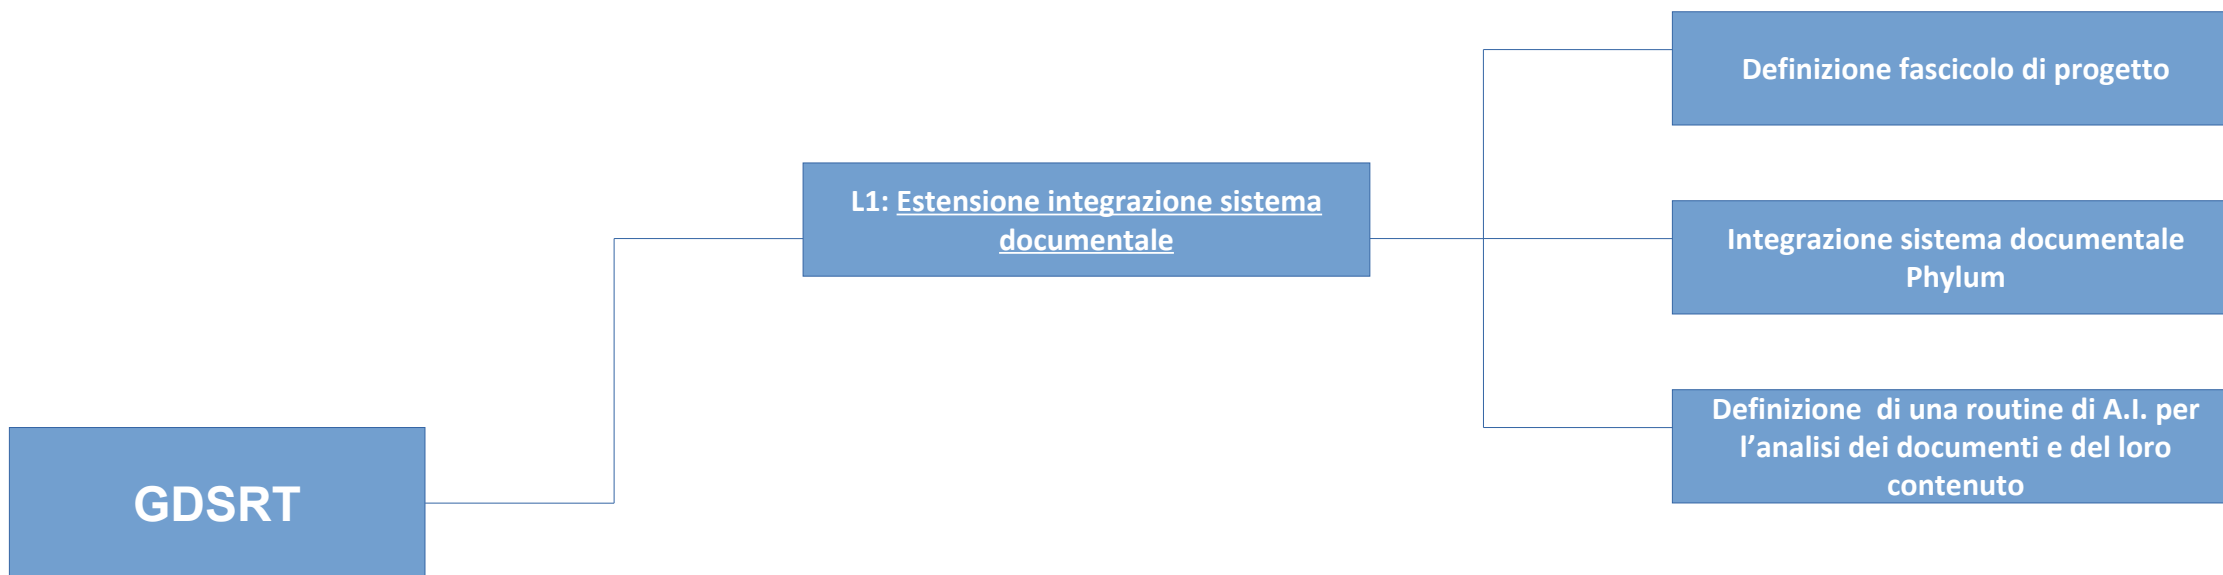 GDSRT
L1: Estensione integrazione sistema
documentale
Definizione fascicolo di progetto
Integrazione sistema documentale
Phylum
Definizione  di una routine di A.I. per
l’analisi dei documenti e del loro
contenuto